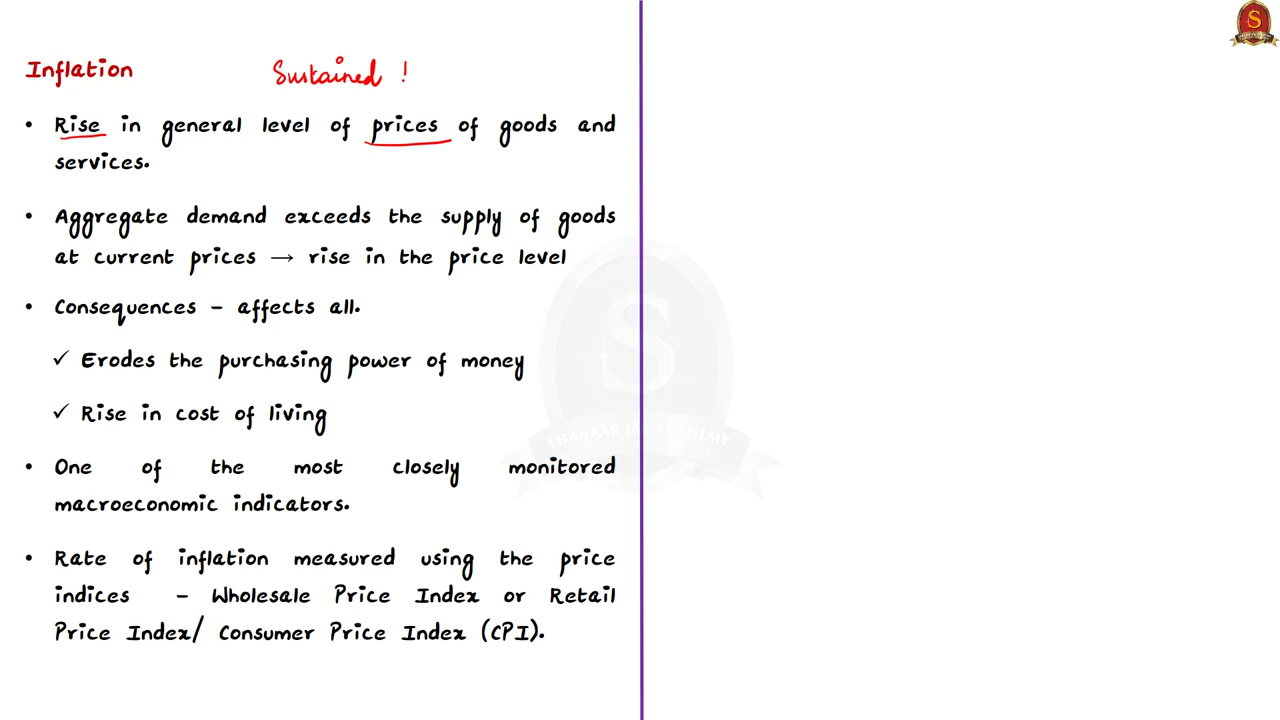 Inflation
Sustained !
• Rise in general level of prices of goods and
services.
• Aggregate demand exceeds the supply of goods
at current prices → rise in the price level
• Consequences – affects all.
✓ Erodes the purchasing power of money
✓ Rise in cost of living
• One of the most closely monitored
macroeconomic indicators.
• Rate of inflation measured using the price
indices – Wholesale Price Index or Retail
Price Index/ Consumer Price Index (CPI).
S
S
SHANKAR IAS ACADEMY